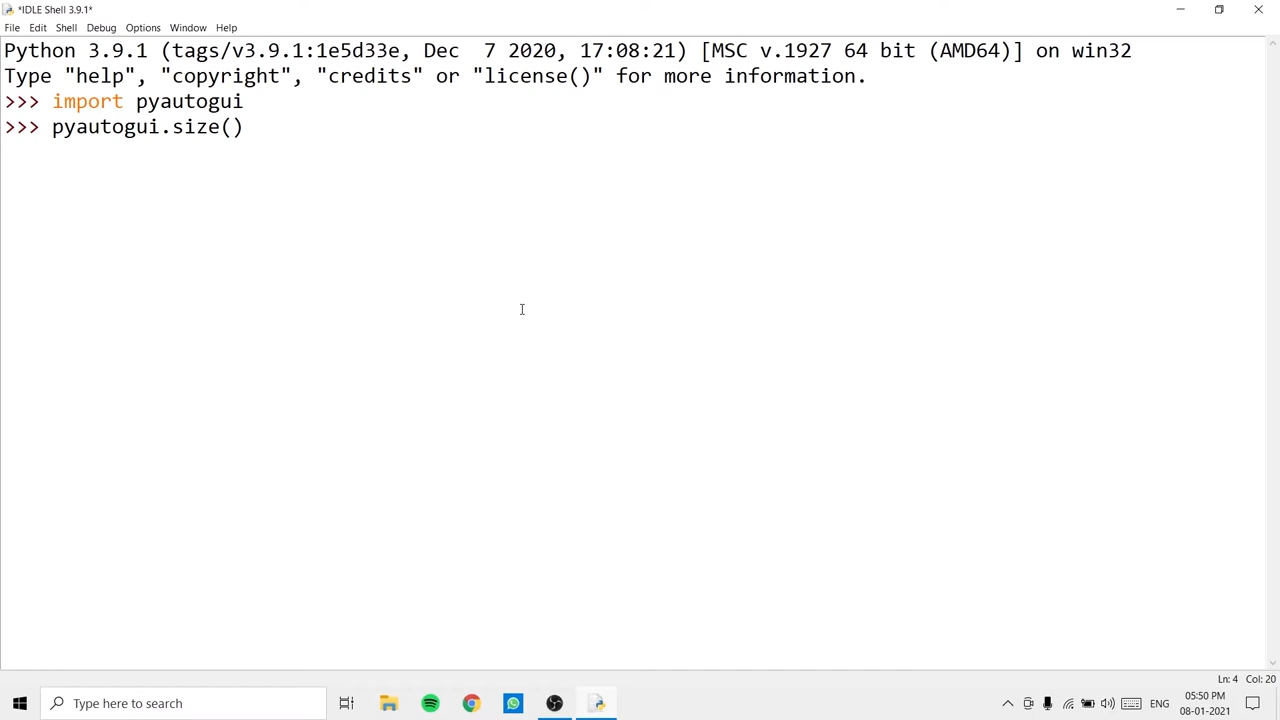 *IDLE Shell 3.9.1*
File Edit Shell Debug Options Window Help
Python 3.9.1 (tags/v3.9.1:1e5d33e, Dec  7 2020, 17:08:21) [MSC v.1927 64 bit (AMD64)] on win32
Type "help", "copyright", "credits" or "license()" for more information.
>>> import pyautogui
>>> pyautogui.size()
Ln: 4 Col: 20
Type here to search
ENG
05:50 PM
08-01-2021